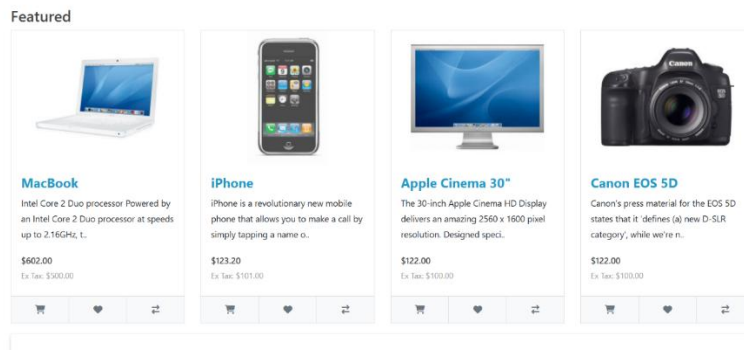 Featured
MacBook
Intel Core 2 Duo processor Powered by
an Intel Core 2 Duo processor at speeds
up to 2.16GHz, t..
$602.00
Ex Tax: $500.00
iPhone
iPhone is a revolutionary new mobile
phone that allows you to make a call by
simply tapping a name o..
$123.20
Ex Tax: $101.00
Apple Cinema 30"
The 30-inch Apple Cinema HD Display
delivers an amazing 2560 x 1600 pixel
resolution. Designed speci..
$122.00
Ex Tax: $100.00
Canon
Canon EOS 5D
Canon's press material for the EOS 5D
states that it 'defines (a) new D-SLR
category', while we're n..
$122.00
Ex Tax: $100.00